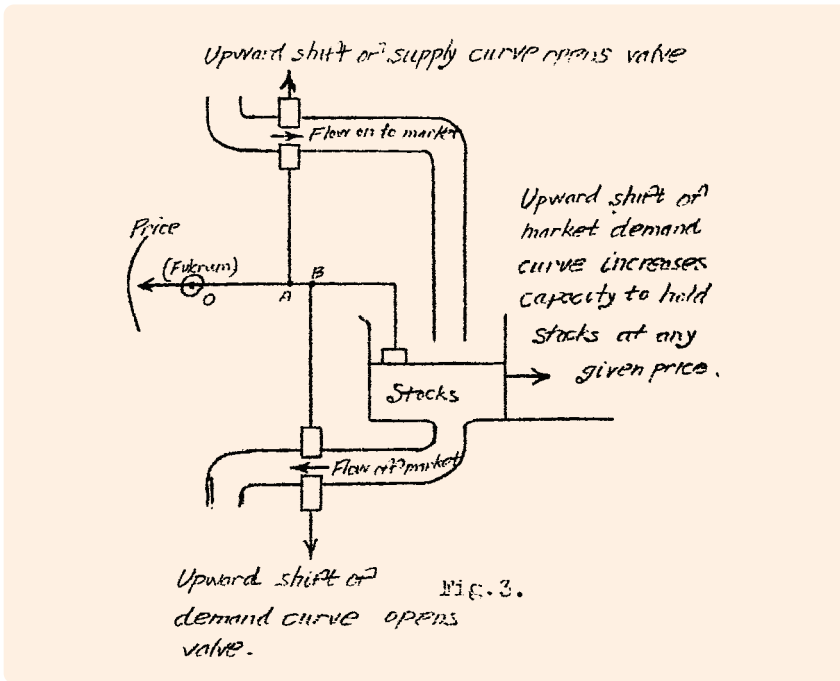 Upward shift of supply curve opens valve
Flow on to market
Price
(Fulcrum)
O
A
B
Upward shift of
market demand
curve increases
capacity to hold
stocks at any
given price.
Stocks
Flow off market
Upward shift of
demand curve opens
valve.
Fig.3.